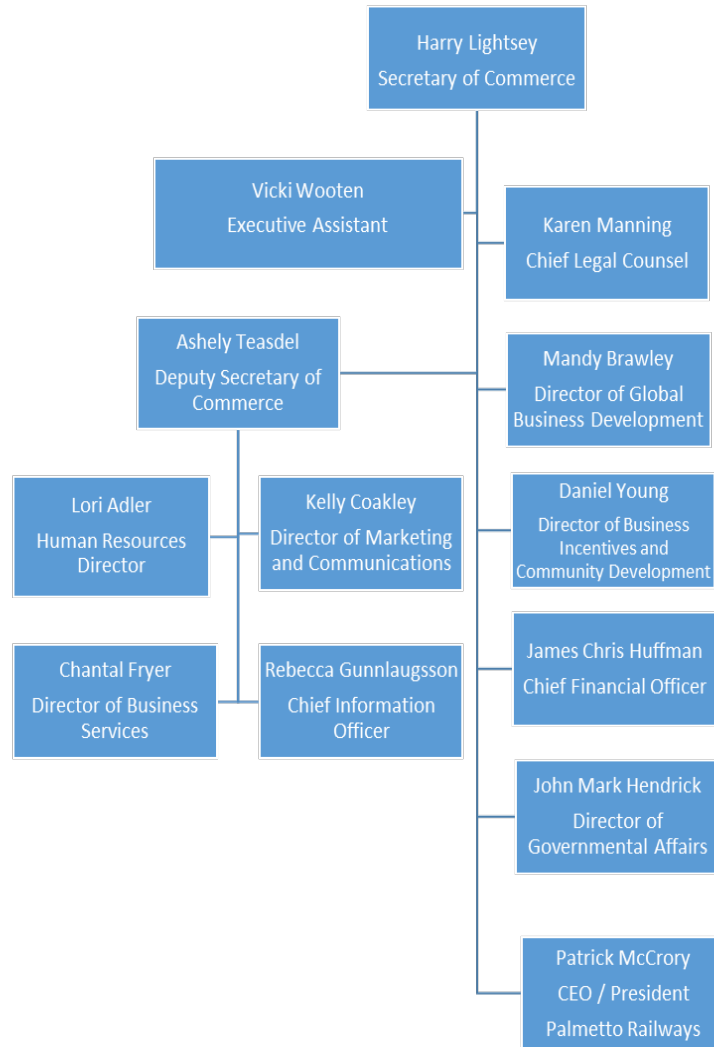 Harry Lightsey
Secretary of Commerce
Vicki Wooten
Executive Assistant
Karen Manning
Chief Legal Counsel
Ashely Teasdel
Deputy Secretary of
Commerce
Mandy Brawley
Director of Global
Business Development
Lori Adler
Human Resources
Director
Kelly Coakley
Director of Marketing
and Communications
Daniel Young
Director of Business
Incentives and
Community Development
Chantal Fryer
Director of Business
Services
Rebecca Gunnlaugsson
Chief Information
Officer
James Chris Huffman
Chief Financial Officer
John Mark Hendrick
Director of
Governmental Affairs
Patrick McCrory
CEO / President
Palmetto Railways